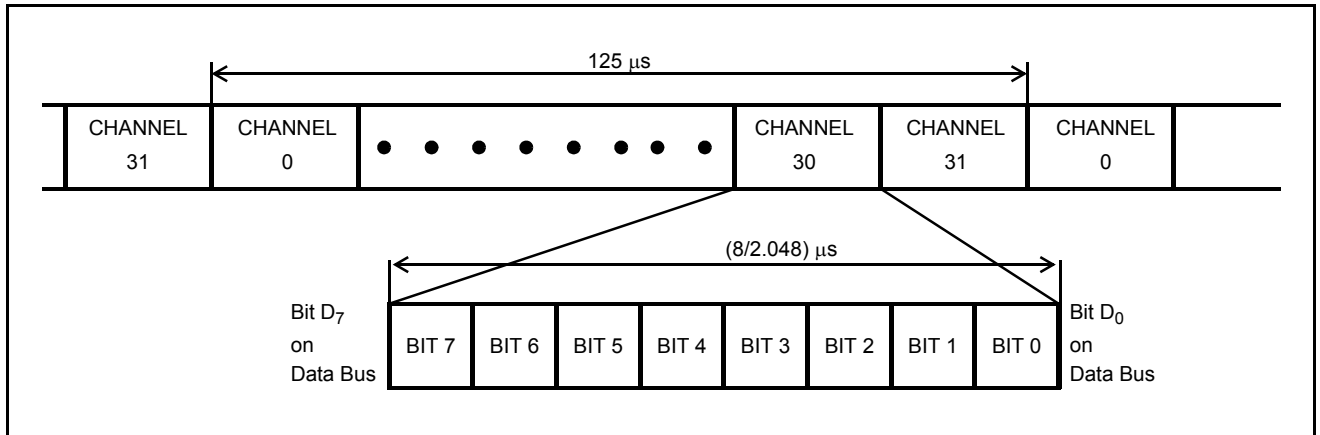 125 μs
CHANNEL CHANNEL CHANNEL CHANNEL CHANNEL
31 0 30 31 0
(8/2.048) μs
Bit D7 Bit D0
on BIT 7 BIT 6 BIT 5 BIT 4 BIT 3 BIT 2 BIT 1 BIT 0 on
Data Bus Data Bus